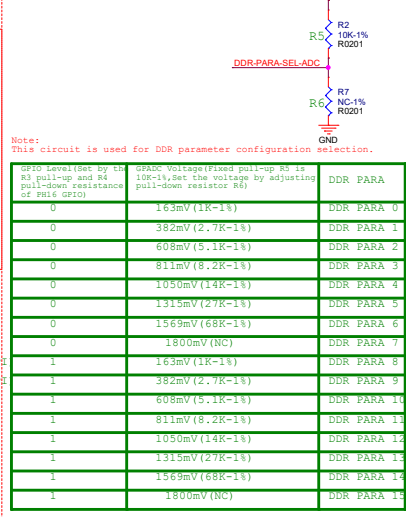 R5
R2
10K-1%
R0201
DDR-PARA-SEL-ADC
R6
R7
NC-1%
R0201
GND
Note:
This circuit is used for DDR parameter configuration selection.
GPIO Level(Set by the
R3 pull-up and R4
pull-down resistance
of PH16 GPIO)
GPADC Voltage(Fixed pull-up R5 is
10K-1%,Set the voltage by adjusting
pull-down resistor R6)
DDR PARA
0 163mV(1K-1%) DDR PARA 0
0 382mV(2.7K-1%) DDR PARA 1
0 608mV(5.1K-1%) DDR PARA 2
0 811mV(8.2K-1%) DDR PARA 3
0 1050mV(14K-1%) DDR PARA 4
0 1315mV(27K-1%) DDR PARA 5
0 1569mV(68K-1%) DDR PARA 6
0 1800mV(NC) DDR PARA 7
1 163mV(1K-1%) DDR PARA 8
1 382mV(2.7K-1%) DDR PARA 9
1 608mV(5.1K-1%) DDR PARA 10
1 811mV(8.2K-1%) DDR PARA 11
1 1050mV(14K-1%) DDR PARA 12
1 1315mV(27K-1%) DDR PARA 13
1 1569mV(68K-1%) DDR PARA 14
1 1800mV(NC) DDR PARA 15